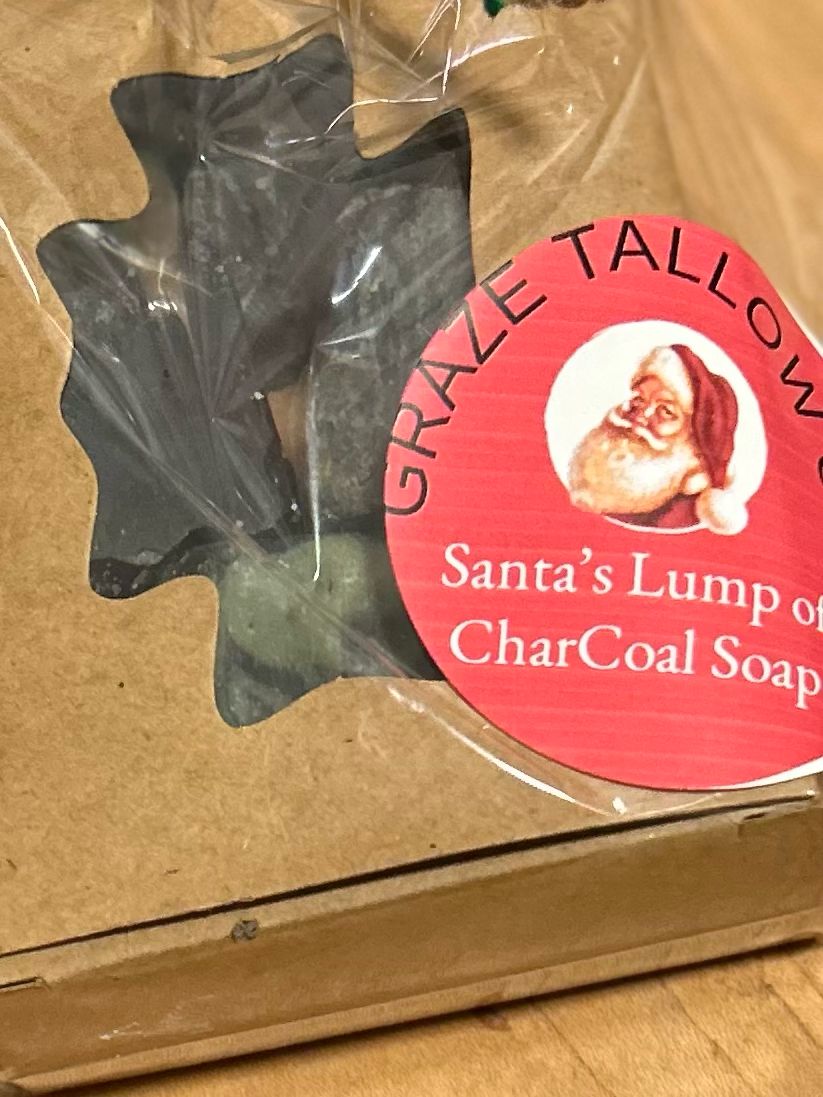 GRAZE TALLOW
Santa's Lump of
CharCoal Soap